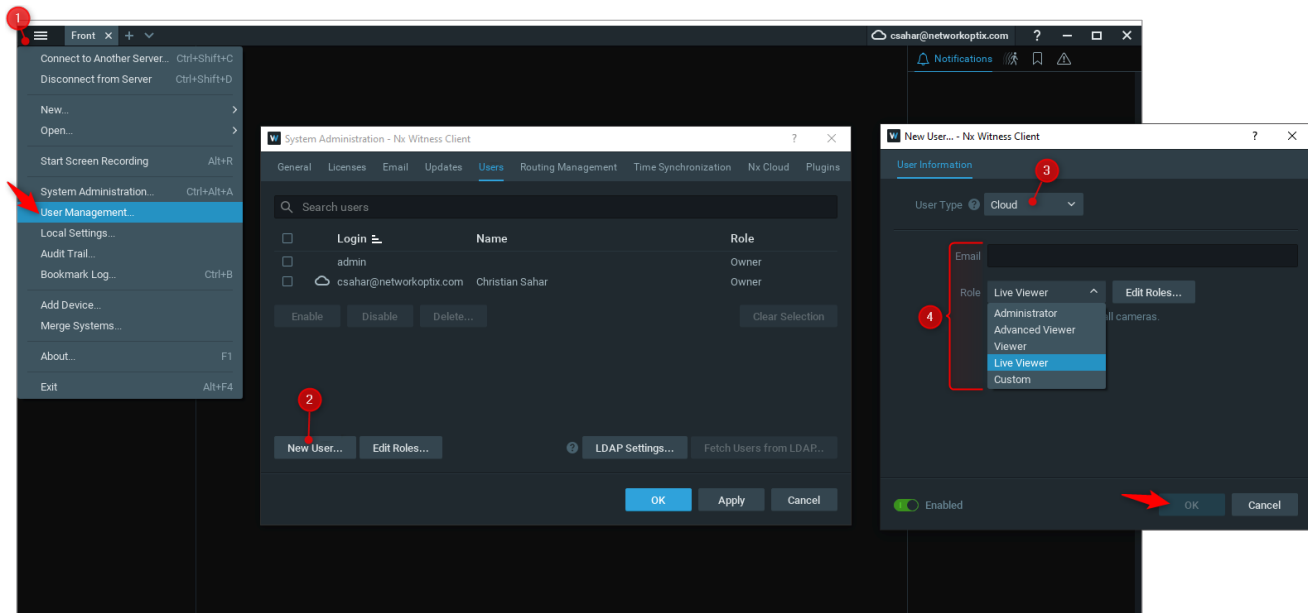 1
Front
csahar@networkoptix.com
?
Connect to Another Server... Ctrl+Shift+C
Disconnect from Server Ctrl+Shift+D
New...
Open...
Start Screen Recording Alt+R
System Administration... Ctrl+Alt+A
User Management...
Local Settings...
Audit Trail...
Bookmark Log... Ctrl+B
Add Device...
Merge Systems...
About... F1
Exit Alt+F4
Notifications
W System Administration - Nx Witness Client ?
General Licenses Email Updates Users Routing Management Time Synchronization Nx Cloud Plugins
Search users
Login Name Role
admin Owner
csahar@networkoptix.com Christian Sahar Owner
Enable Disable Delete... Clear Selection
2
New User... Edit Roles... ? LDAP Settings... Fetch Users from LDAP...
OK Apply Cancel
W New User... - Nx Witness Client ?
User Information
3
User Type ? Cloud
Email
Role Live Viewer Edit Roles...
4
Administrator
ll cameras.
Advanced Viewer
Viewer
Live Viewer
Custom
Enabled
OK Cancel